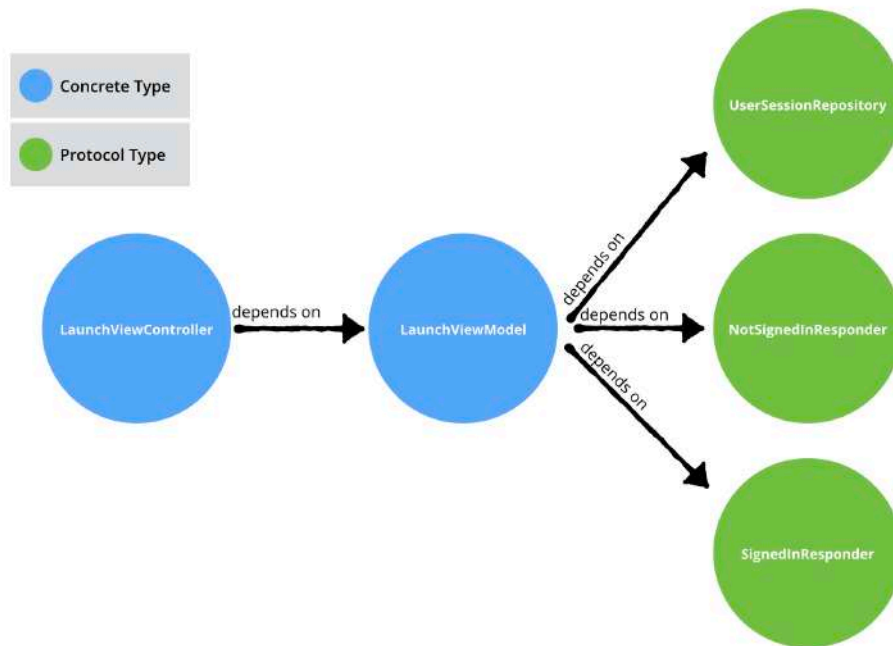 Concrete Type
Protocol Type
UserSessionRepository
depends on
LaunchViewController
depends on
LaunchViewModel
depends on
NotSignedInResponder
depends on
SignedInResponder